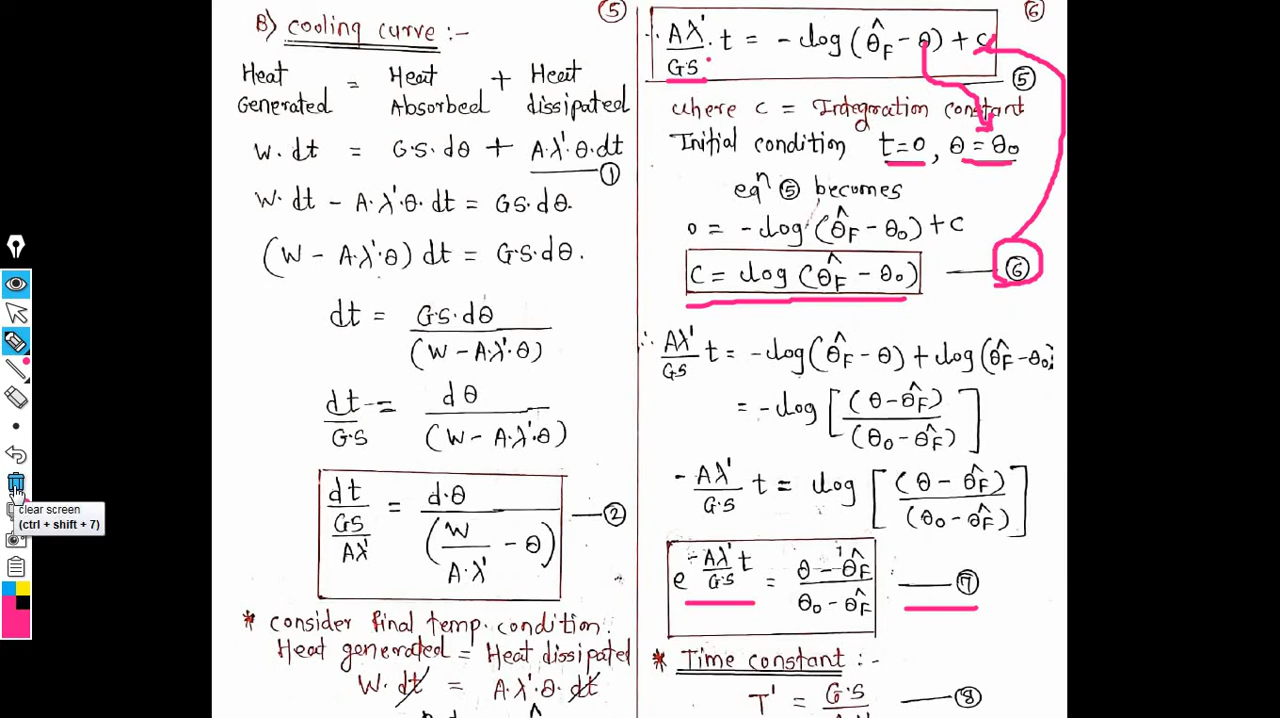 B) cooling curve :-
⑤
Heat Generated = Heat Absorbed + Heat dissipated
W. dt = G.S. dθ + A.λ'.θ.dt
①
W. dt - A.λ'.θ. dt = GS.dθ.
(W - A.λ'.θ) dt = G.S.dθ.
dt = G.S.dθ / (W - A.λ'.θ)
dt / G.S = dθ / (W - A.λ'.θ)
dt / (GS / Aλ') = d.θ / (W / A.λ' - θ) ②
* consider final temp. condition.
Heat generated = Heat dissipated
W. dt = A.λ'.θ. dt
⑥
∴ Aλ' / GS . t = - log (θ̂F - θ) + C
⑤
where C = Integration constant
Initial condition t=0, θ = θ0
eqⁿ ⑤ becomes
0 = - log (θ̂F - θ0) + C
C = log (θ̂F - θ0) ⑥
∴ Aλ' / GS t = - log (θ̂F - θ) + log (θ̂F - θ0)
= - log [(θ - θ̂F) / (θ0 - θ̂F)]
- Aλ' / G.S t = log [(θ - θ̂F) / (θ0 - θ̂F)]
e^(-Aλ' / G.S t) = θ - θ̂F / θ0 - θ̂F ⑦
* Time constant :-
T' = G.S ⑧
clear screen
(ctrl + shift + 7)